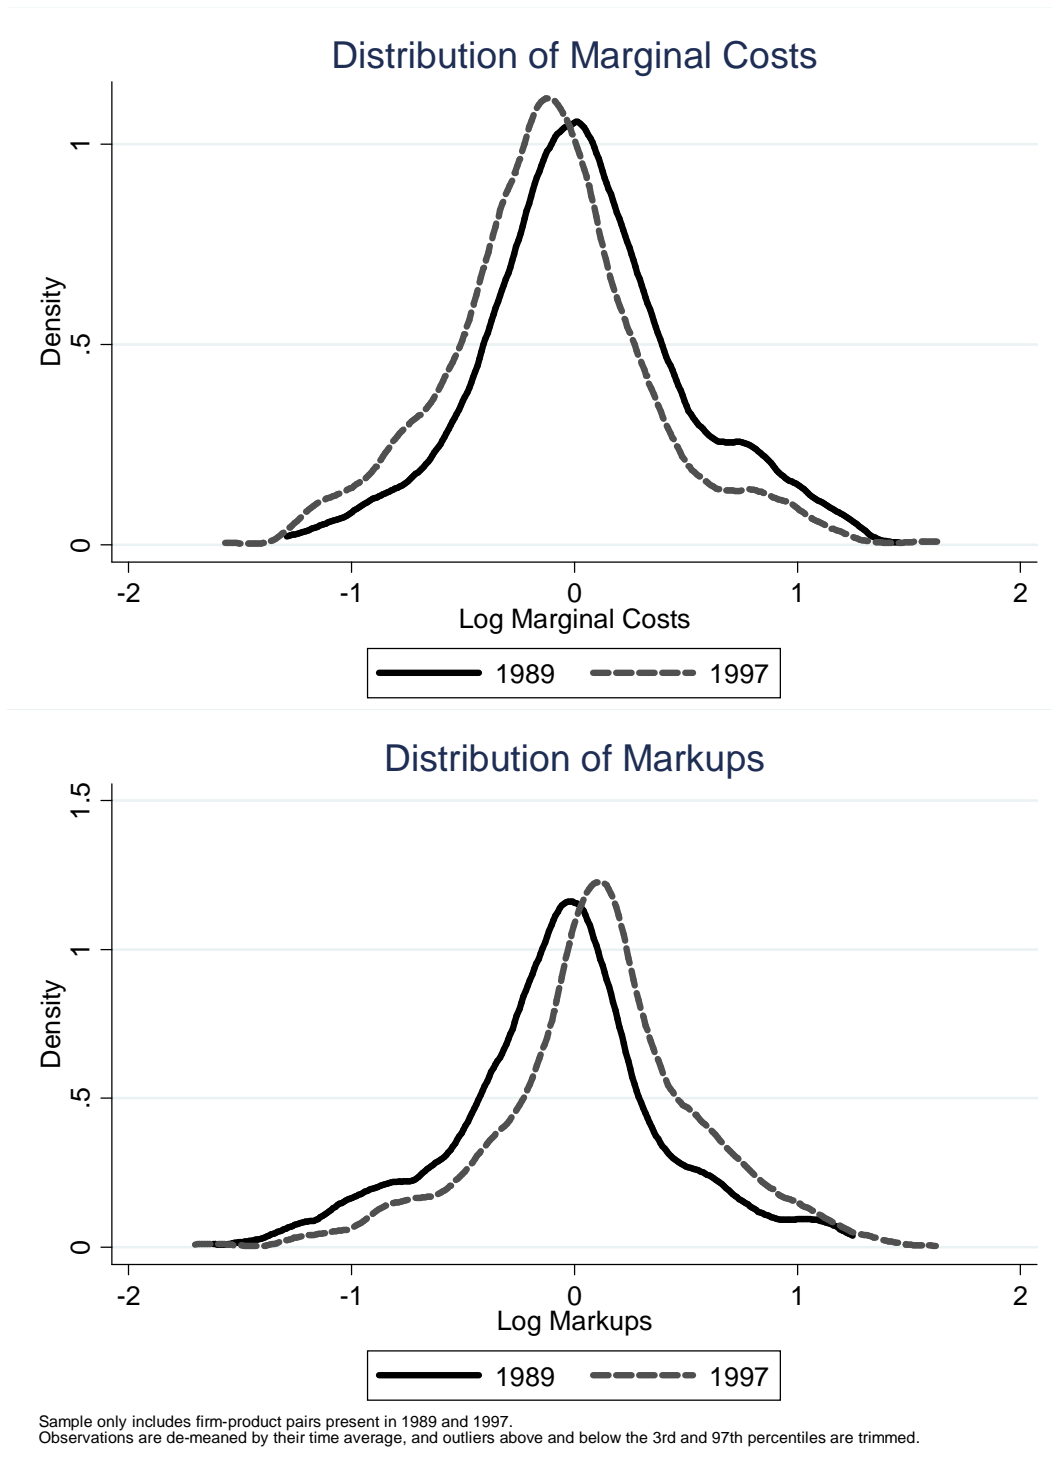 Distribution of Marginal Costs
1
.5
0
Density
-2 -1 0 1 2
Log Marginal Costs
1989 1997
Distribution of Markups
1.5
1
.5
0
Density
-2 -1 0 1 2
Log Markups
1989 1997
Sample only includes firm-product pairs present in 1989 and 1997.
Observations are de-meaned by their time average, and outliers above and below the 3rd and 97th percentiles are trimmed.